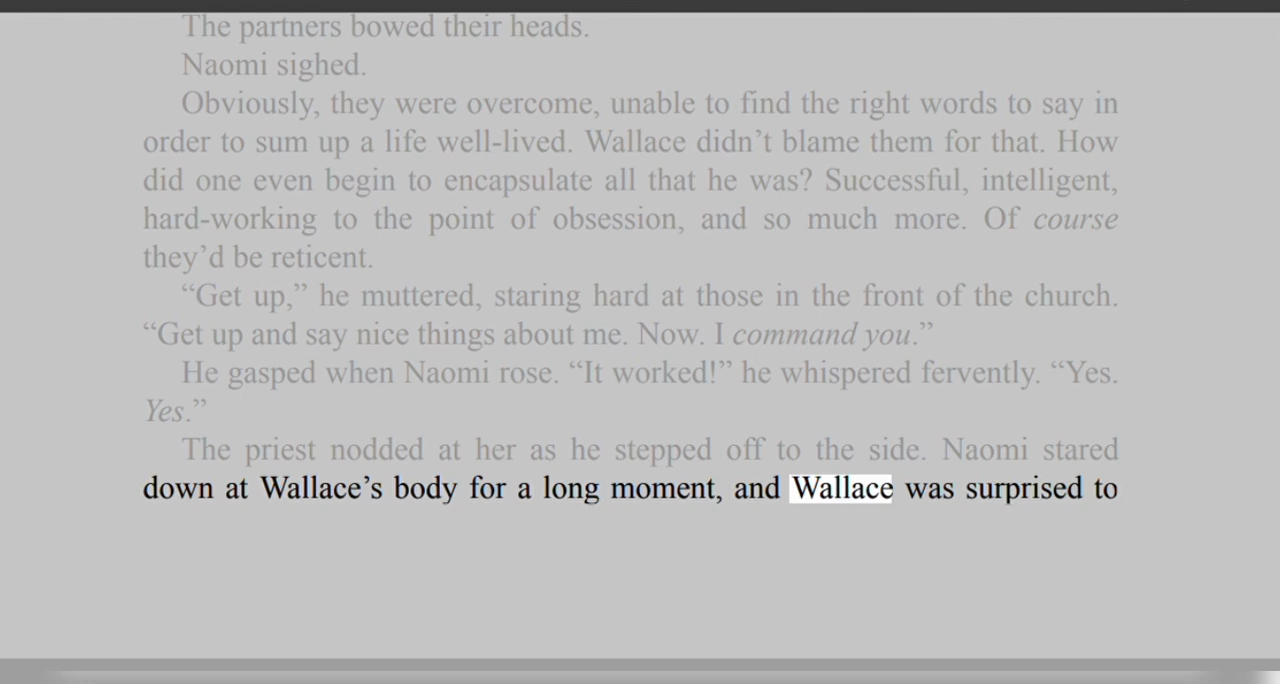 The partners bowed their heads.
Naomi sighed.
Obviously, they were overcome, unable to find the right words to say in
order to sum up a life well-lived. Wallace didn’t blame them for that. How
did one even begin to encapsulate all that he was? Successful, intelligent,
hard-working to the point of obsession, and so much more. Of course
they’d be reticent.
“Get up,” he muttered, staring hard at those in the front of the church.
“Get up and say nice things about me. Now. I command you.”
He gasped when Naomi rose. “It worked!” he whispered fervently. “Yes.
Yes.”
The priest nodded at her as he stepped off to the side. Naomi stared
down at Wallace’s body for a long moment, and Wallace was surprised to